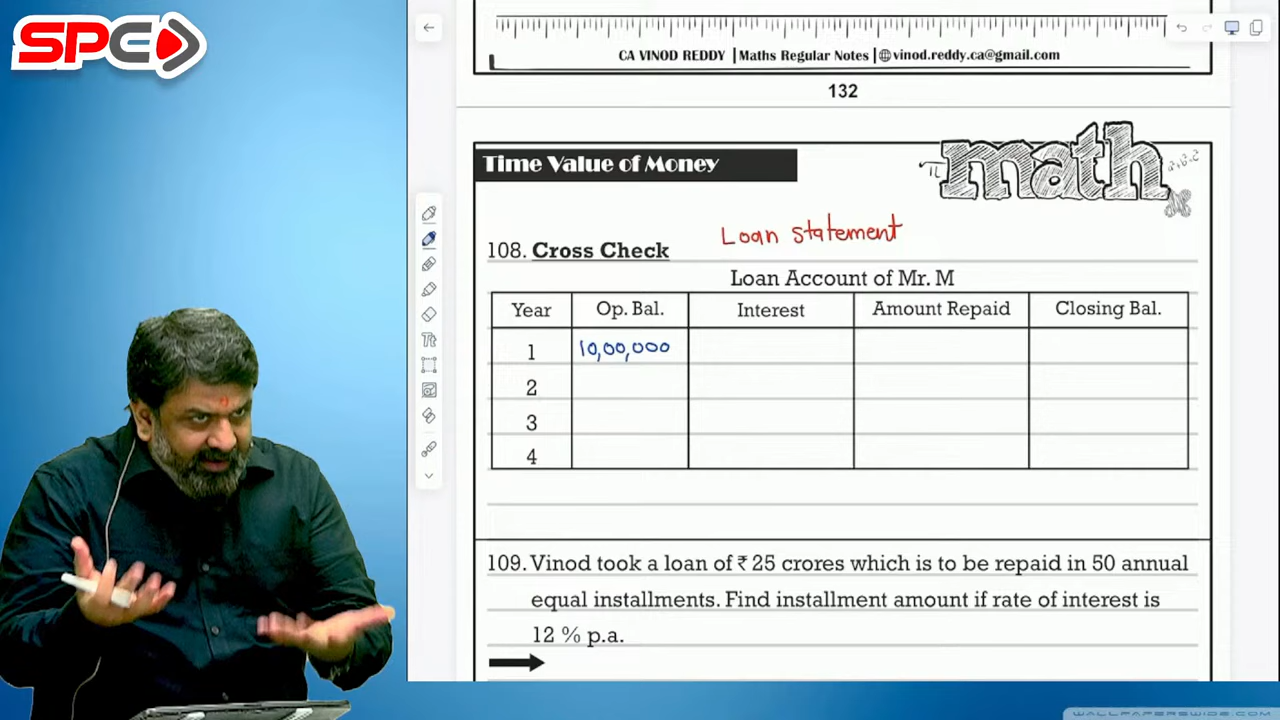 SPC
CA VINOD REDDY | Maths Regular Notes | vinod.reddy.ca@gmail.com
132
Time Value of Money
math
π
Loan statement
108. Cross Check
Loan Account of Mr. M
Year Op. Bal. Interest Amount Repaid Closing Bal.
1 10,00,000
2
3
4
109. Vinod took a loan of ₹ 25 crores which is to be repaid in 50 annual
equal installments. Find installment amount if rate of interest is
12 % p.a.
Tt
WALLPAPERSWIDE.COM